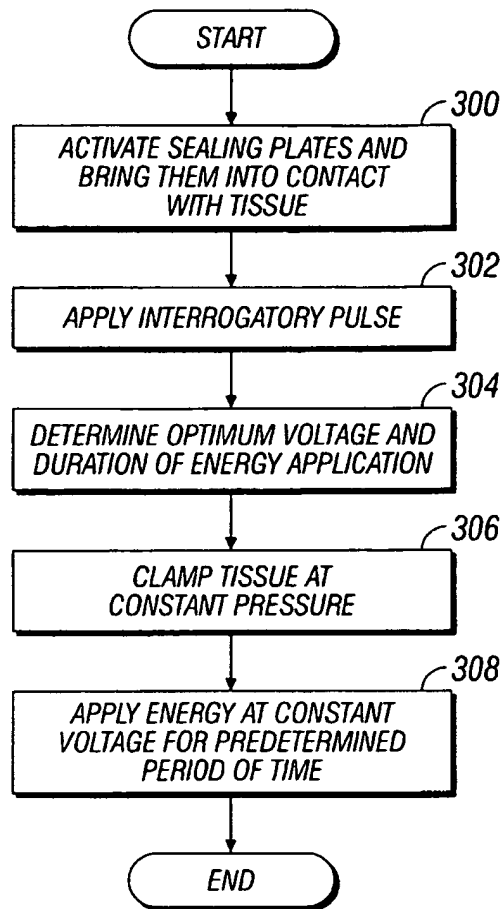 START
300
ACTIVATE SEALING PLATES AND
BRING THEM INTO CONTACT
WITH TISSUE
302
APPLY INTERROGATORY PULSE
304
DETERMINE OPTIMUM VOLTAGE AND
DURATION OF ENERGY APPLICATION
306
CLAMP TISSUE AT
CONSTANT PRESSURE
308
APPLY ENERGY AT CONSTANT
VOLTAGE FOR PREDETERMINED
PERIOD OF TIME
END